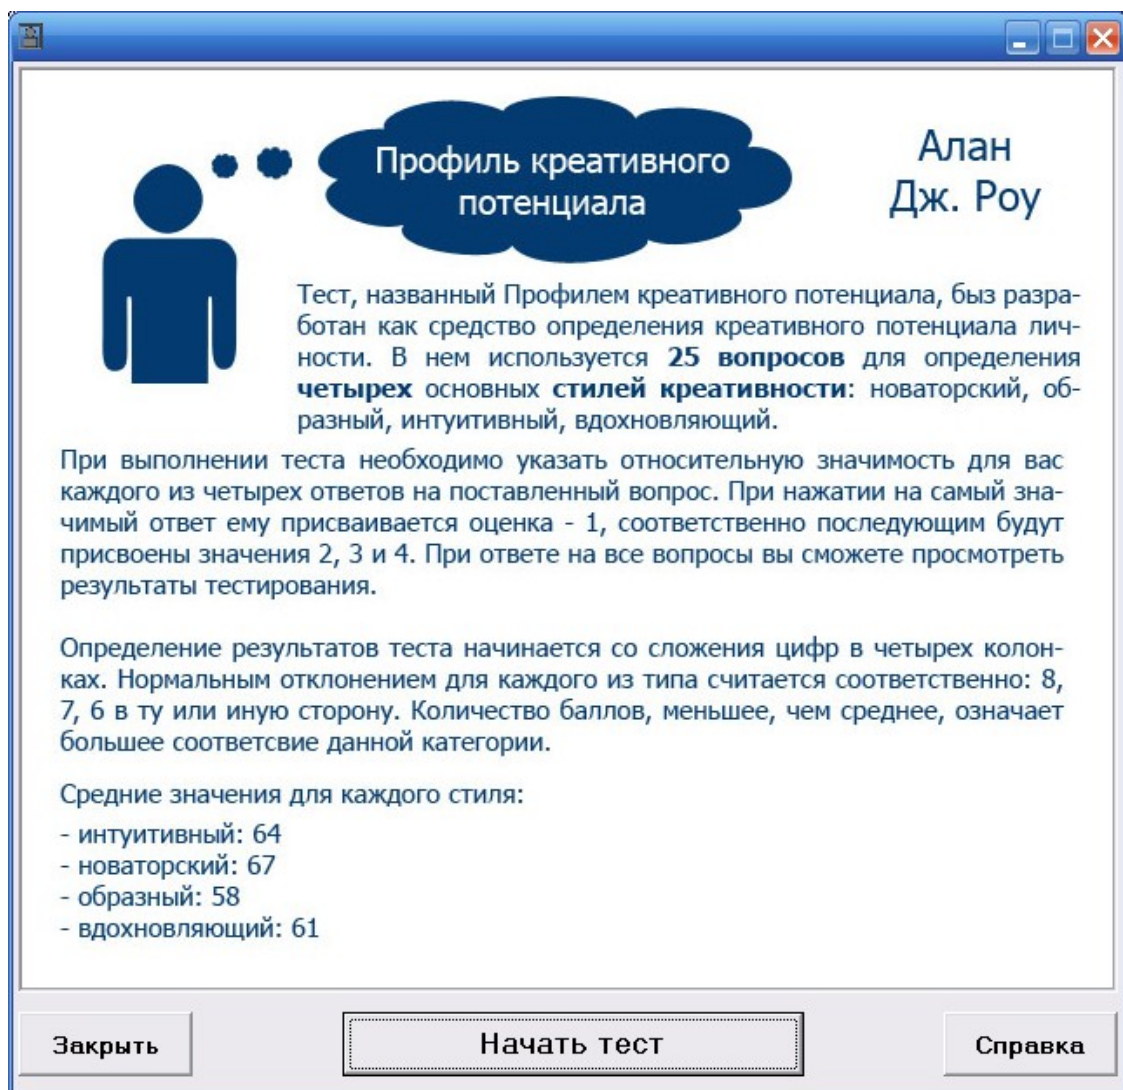 Профиль креативного
потенциала
Алан
Дж. Роу
Тест, названный Профилем креативного потенциала, быз разра-
ботан как средство определения креативного потенциала лич-
ности. В нем используется 25 вопросов для определения
четырех основных стилей креативности: новаторский, об-
разный, интуитивный, вдохновляющий.
При выполнении теста необходимо указать относительную значимость для вас
каждого из четырех ответов на поставленный вопрос. При нажатии на самый зна-
чимый ответ ему присваивается оценка - 1, соответственно последующим будут
присвоены значения 2, 3 и 4. При ответе на все вопросы вы сможете просмотреть
результаты тестирования.
Определение результатов теста начинается со сложения цифр в четырех колон-
ках. Нормальным отклонением для каждого из типа считается соответственно: 8,
7, 6 в ту или иную сторону. Количество баллов, меньшее, чем среднее, означает
большее соответсвие данной категории.
Средние значения для каждого стиля:
- интуитивный: 64
- новаторский: 67
- образный: 58
- вдохновляющий: 61
Закрыть
Начать тест
Справка